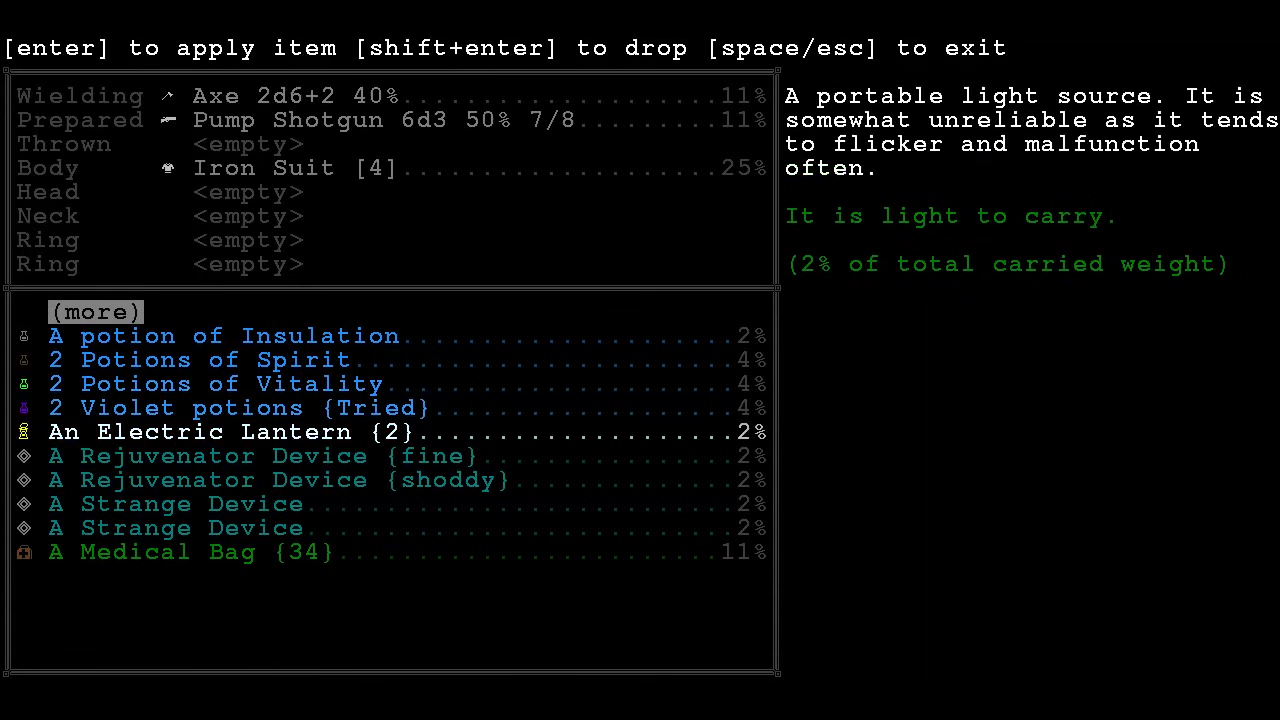 [enter] to apply item [shift+enter] to drop [space/esc] to exit
Wielding Axe 2d6+2 40%....................11%
Prepared Pump Shotgun 6d3 50% 7/8.........11%
Thrown <empty>
Body Iron Suit [4]....................25%
Head <empty>
Neck <empty>
Ring <empty>
Ring <empty>
(more)
A potion of Insulation.....................2%
2 Potions of Spirit........................4%
2 Potions of Vitality......................4%
2 Violet potions {Tried}...................4%
An Electric Lantern {2}....................2%
A Rejuvenator Device {fine}................2%
A Rejuvenator Device {shoddy}..............2%
A Strange Device...........................2%
A Strange Device...........................2%
A Medical Bag {34}........................11%
A portable light source. It is
somewhat unreliable as it tends
to flicker and malfunction
often.
It is light to carry.
(2% of total carried weight)